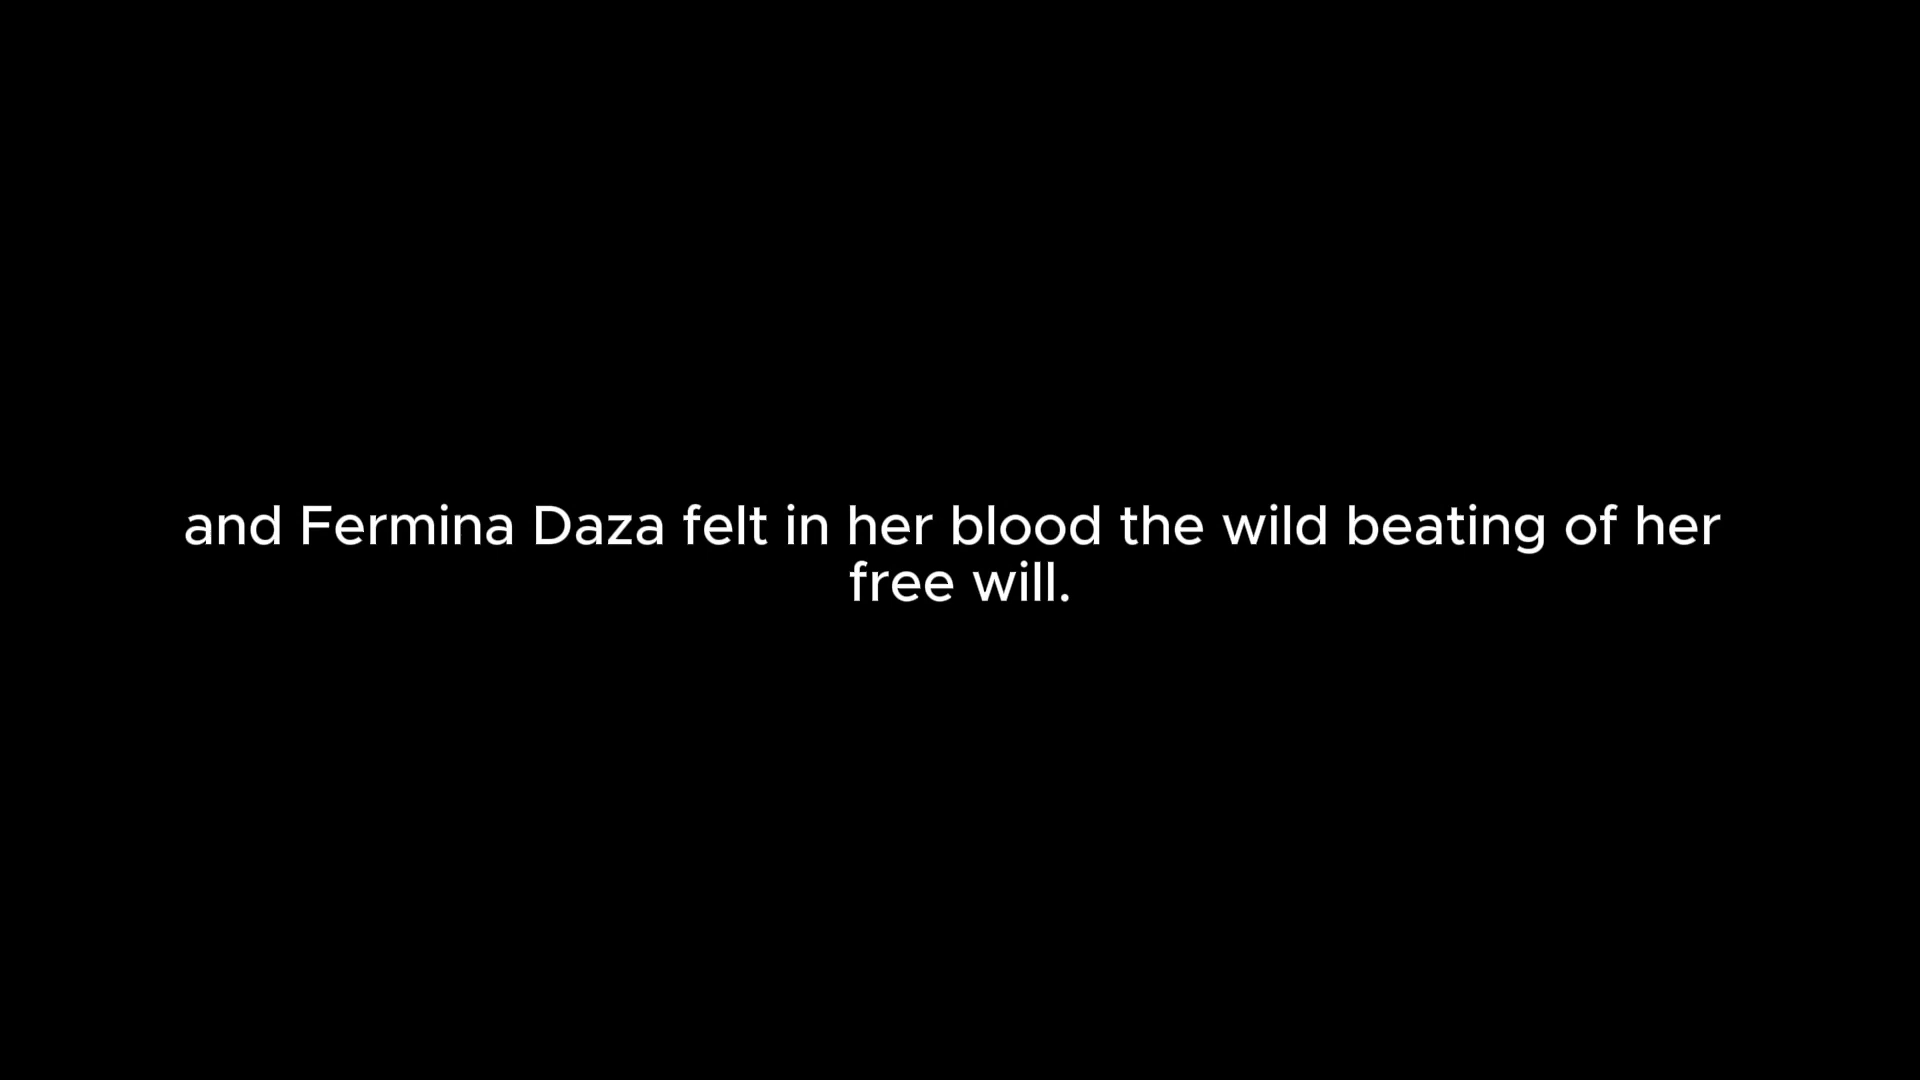 and Fermina Daza felt in her blood the wild beating of her
free will.